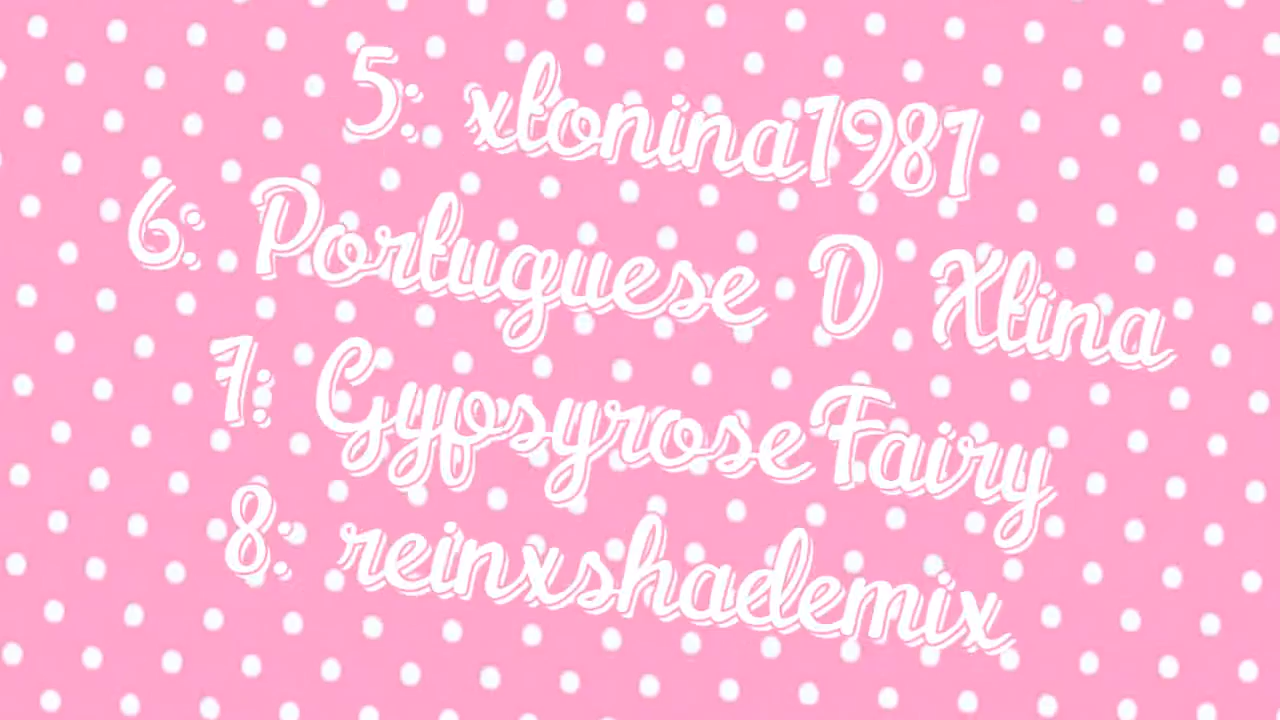 5: xtonina1981
6: Portuguese D Xtina
7: GypsyroseFairy
8: reinxshademix